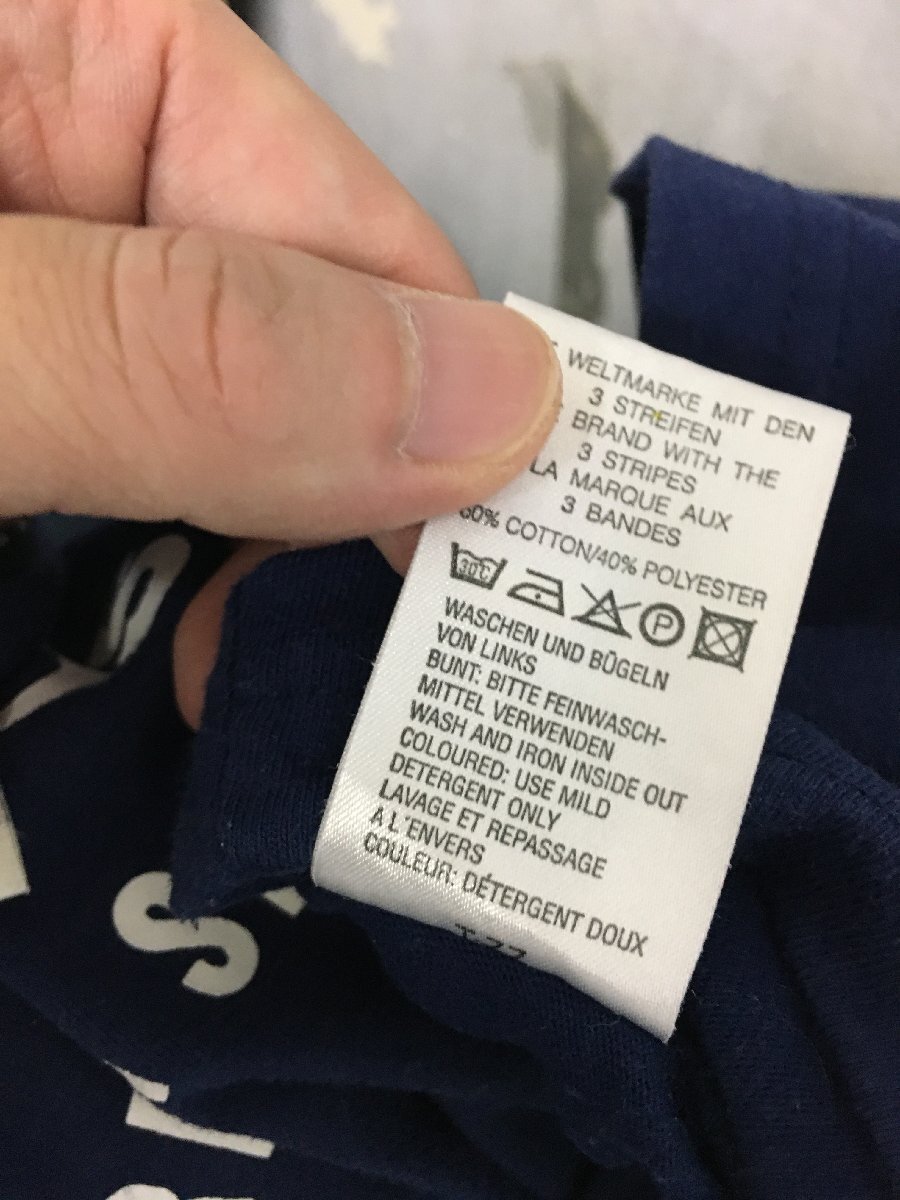 WELTMARKE MIT DEN
3 STREIFEN
BRAND WITH THE
3 STRIPES
LA MARQUE AUX
3 BANDES
60% COTTON/40% POLYESTER
30°C P
WASCHEN UND BÜGELN
VON LINKS
BUNT: BITTE FEINWASCH-
MITTEL VERWENDEN
WASH AND IRON INSIDE OUT
COLOURED: USE MILD
DETERGENT ONLY
LAVAGE ET REPASSAGE
A L'ENVERS
COULEUR: DÉTERGENT DOUX
S